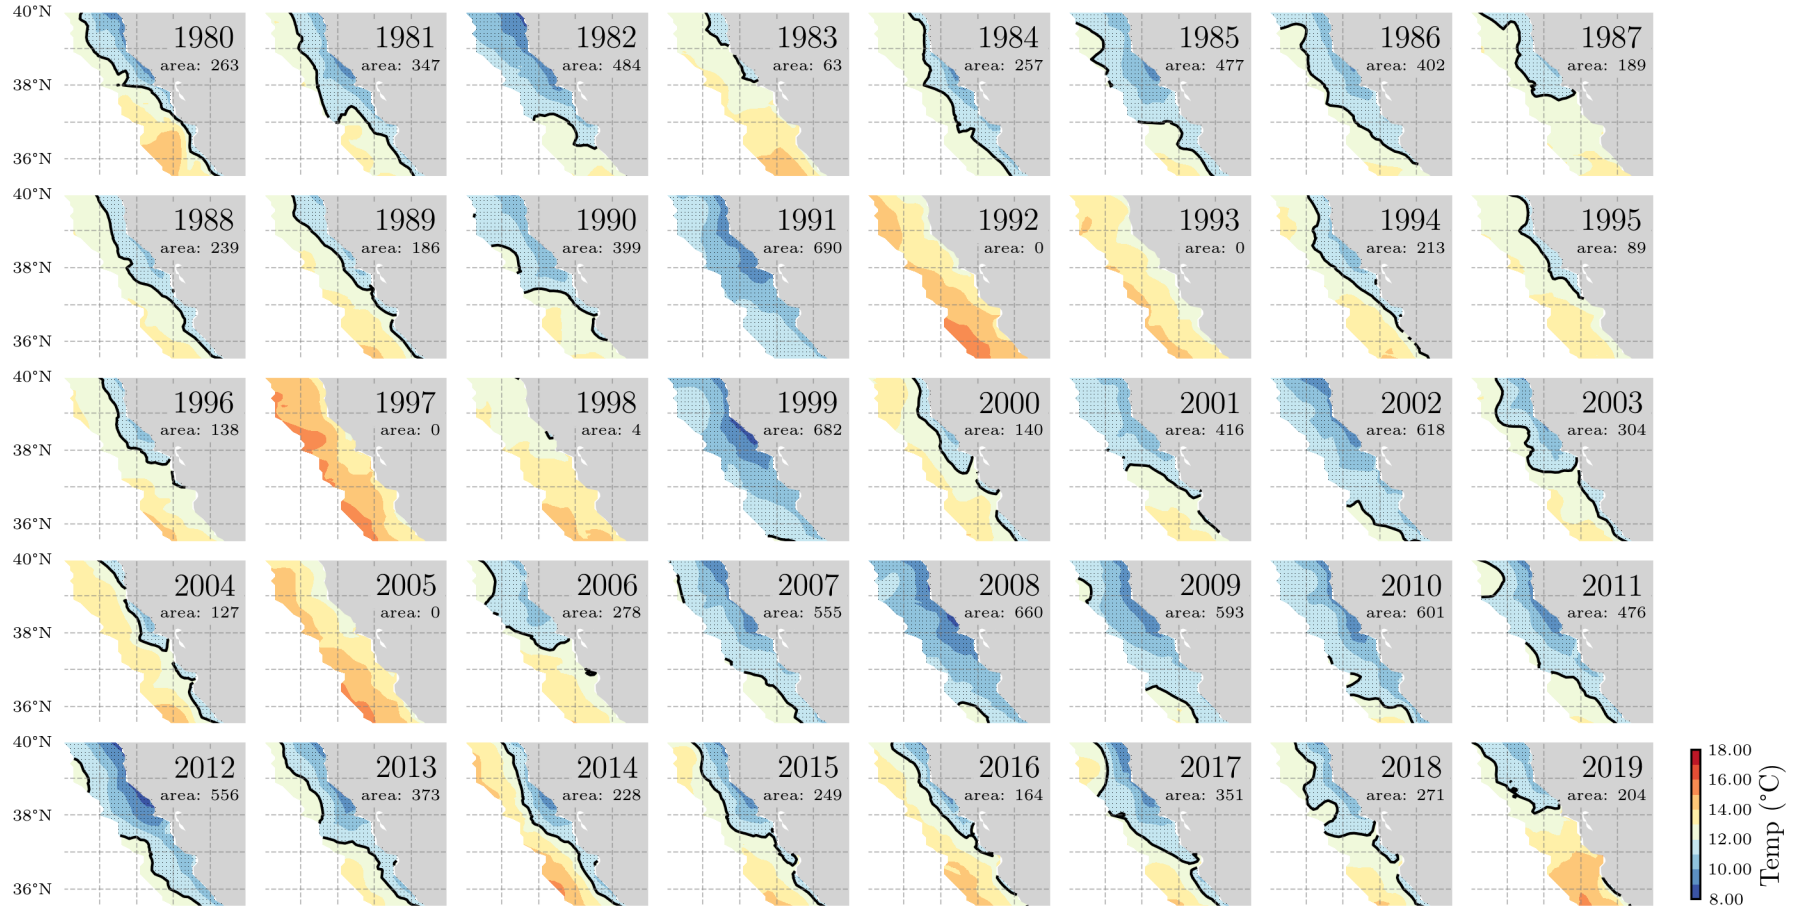 40°N 1980 1981 1982 1983 1984 1985 1986 1987
area: 263 area: 347 area: 484 area: 63 area: 257 area: 477 area: 402 area: 189
38°N
36°N
40°N 1988 1989 1990 1991 1992 1993 1994 1995
area: 239 area: 186 area: 399 area: 690 area: 0 area: 0 area: 213 area: 89
38°N
36°N
40°N 1996 1997 1998 1999 2000 2001 2002 2003
area: 138 area: 0 area: 4 area: 682 area: 140 area: 416 area: 618 area: 304
38°N
36°N
40°N 2004 2005 2006 2007 2008 2009 2010 2011
area: 127 area: 0 area: 278 area: 555 area: 660 area: 593 area: 601 area: 476
38°N
36°N
40°N 2012 2013 2014 2015 2016 2017 2018 2019
area: 556 area: 373 area: 228 area: 249 area: 164 area: 351 area: 271 area: 204
38°N
36°N
18.00
16.00
14.00
12.00
10.00
8.00
Temp (°C)